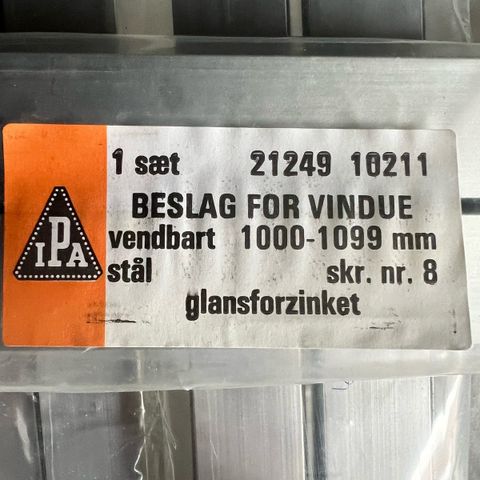 1 sæt 21249 10211
BESLAG FOR VINDUE
vendbart 1000-1099 mm
stål skr. nr. 8
glansforzinket
IPA